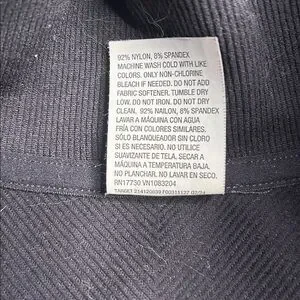 92% NYLON, 8% SPANDEX
MACHINE WASH COLD WITH LIKE
COLORS. ONLY NON-CHLORINE
BLEACH IF NEEDED. DO NOT ADD
FABRIC SOFTENER. TUMBLE DRY
LOW. DO NOT IRON. DO NOT DRY
CLEAN. 92% NAILON, 8% SPANDEX
LAVAR A MÁQUINA CON AGUA
FRÍA CON COLORES SIMILARES.
SÓLO BLANQUEADOR SIN CLORO
SI ES NECESARIO. NO UTILICE
SUAVIZANTE DE TELA. SECAR A
MÁQUINA A TEMPERATURA BAJA.
NO PLANCHAR. NO LAVAR EN SECO.
RN17730 VN1083204
TARGET